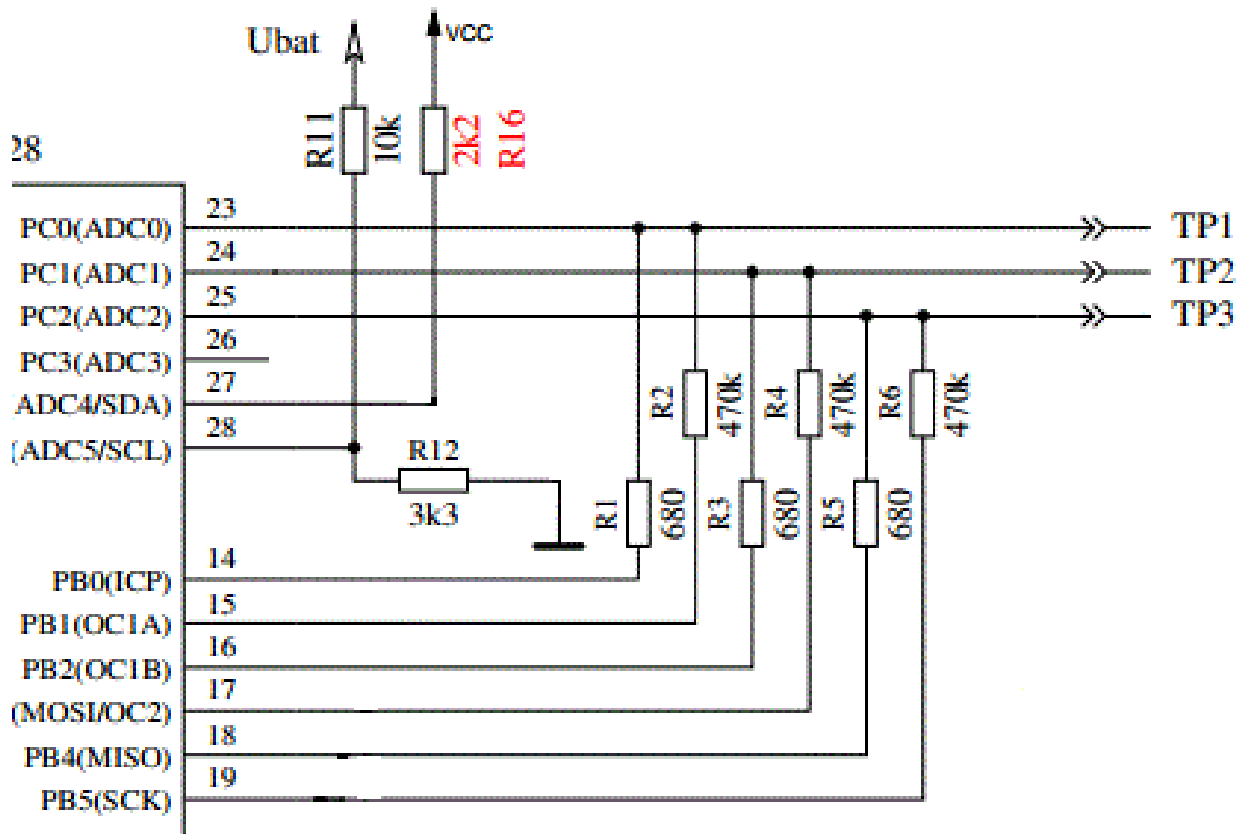 Ubat
VCC
R11
10k
2k2
R16
28
PC0(ADC0)
23
TP1
PC1(ADC1)
24
TP2
PC2(ADC2)
25
TP3
PC3(ADC3)
26
ADC4/SDA)
27
(ADC5/SCL)
28
R12
3k3
R2
470k
R4
470k
R6
470k
R1
680
R3
680
R5
680
PB0(ICP)
14
PB1(OC1A)
15
PB2(OC1B)
16
(MOSI/OC2)
17
PB4(MISO)
18
PB5(SCK)
19